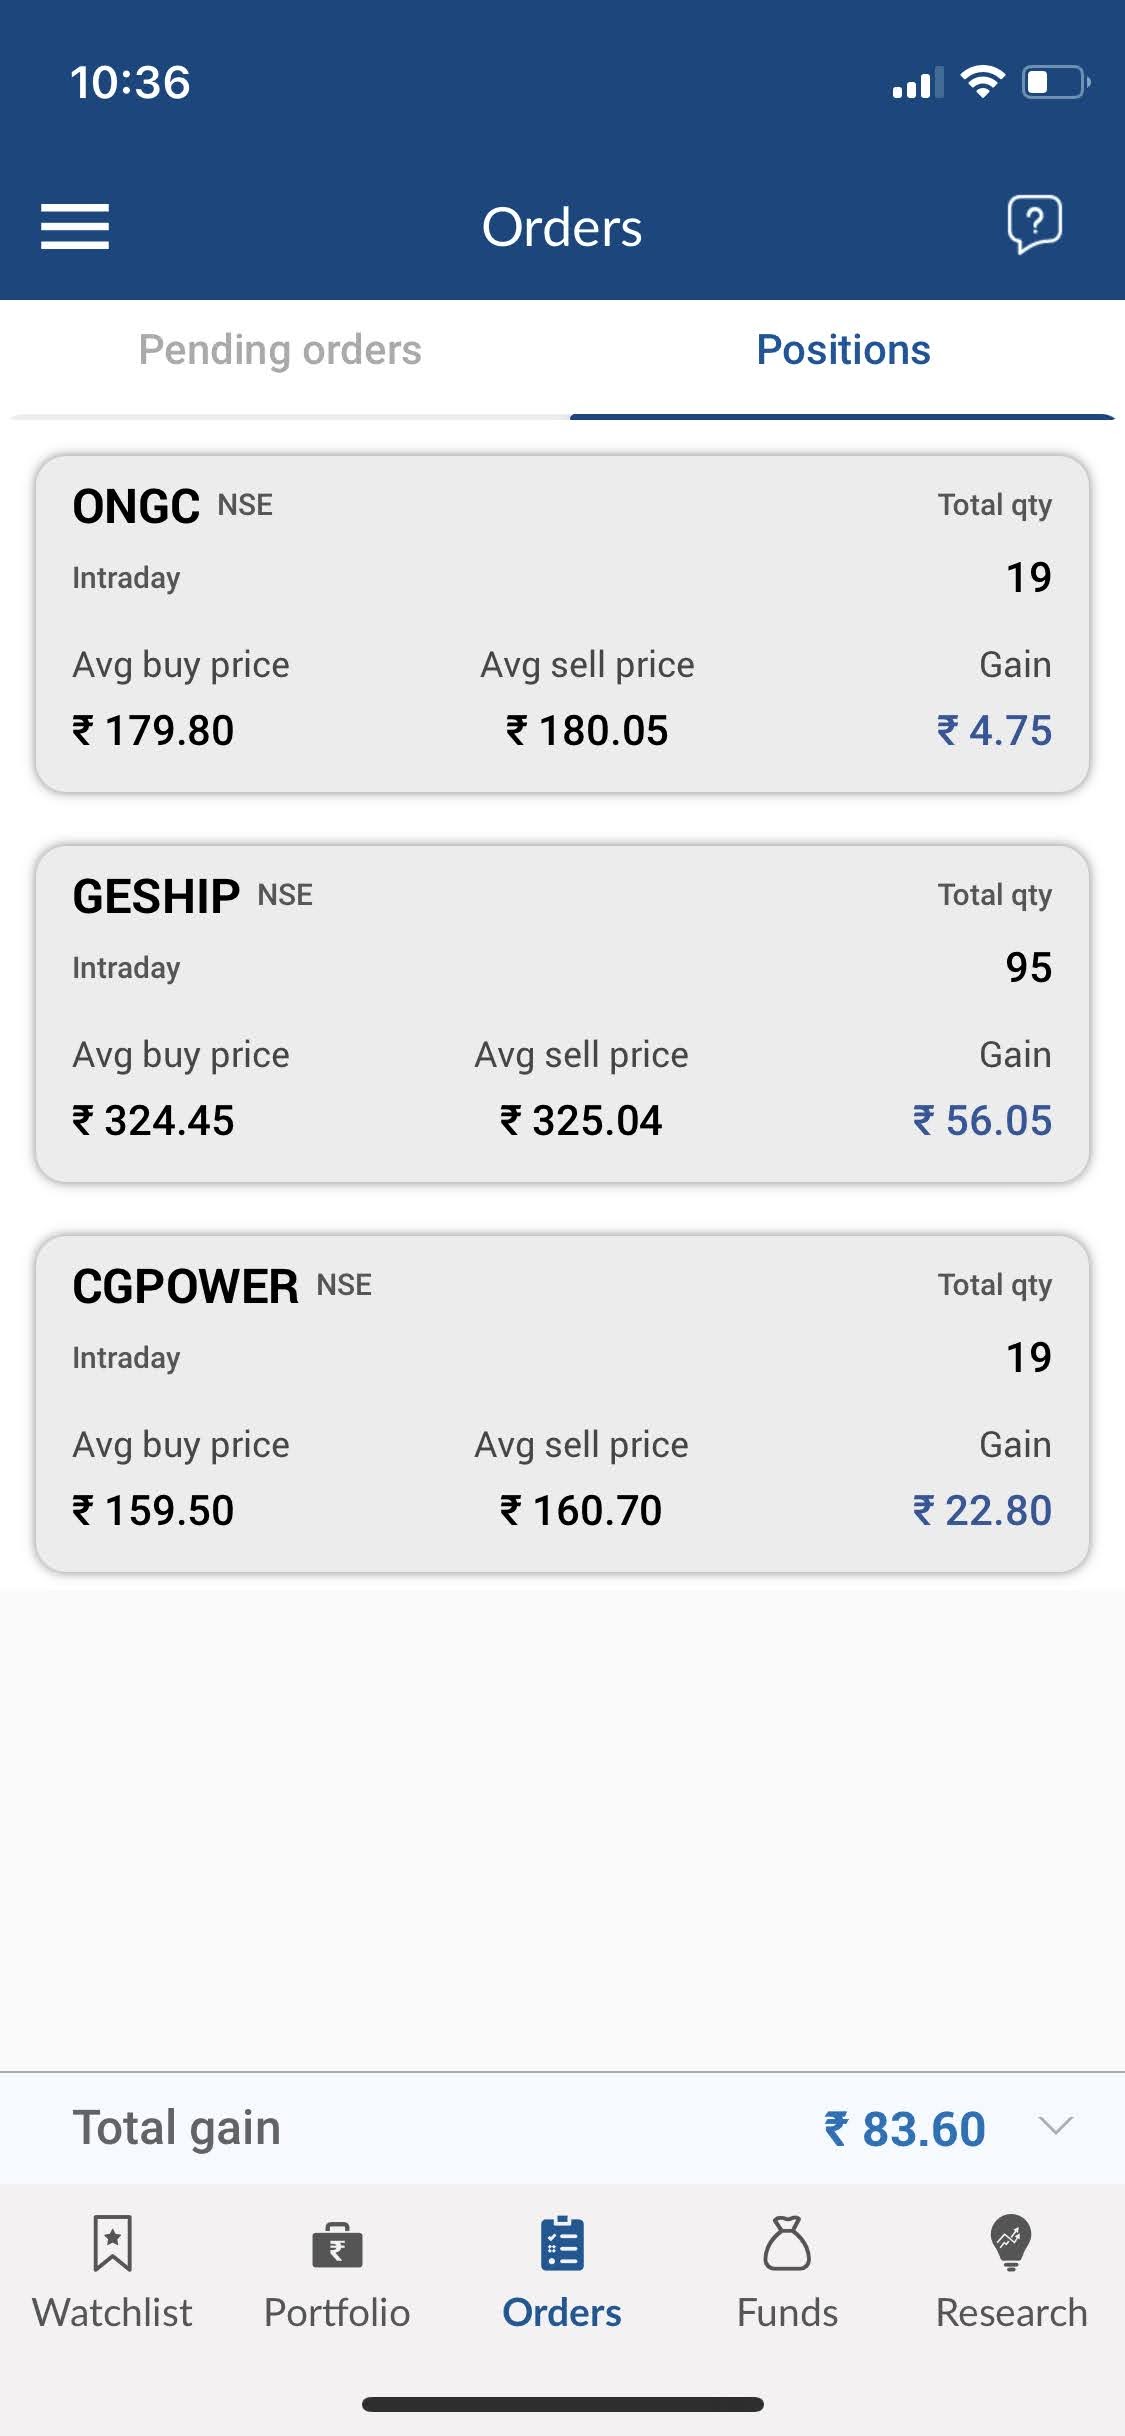 10:36
Orders
Pending orders Positions
ONGC NSE Total qty
Intraday 19
Avg buy price Avg sell price Gain
₹ 179.80 ₹ 180.05 ₹ 4.75
GESHIP NSE Total qty
Intraday 95
Avg buy price Avg sell price Gain
₹ 324.45 ₹ 325.04 ₹ 56.05
CGPOWER NSE Total qty
Intraday 19
Avg buy price Avg sell price Gain
₹ 159.50 ₹ 160.70 ₹ 22.80
Total gain ₹ 83.60
Watchlist Portfolio Orders Funds Research